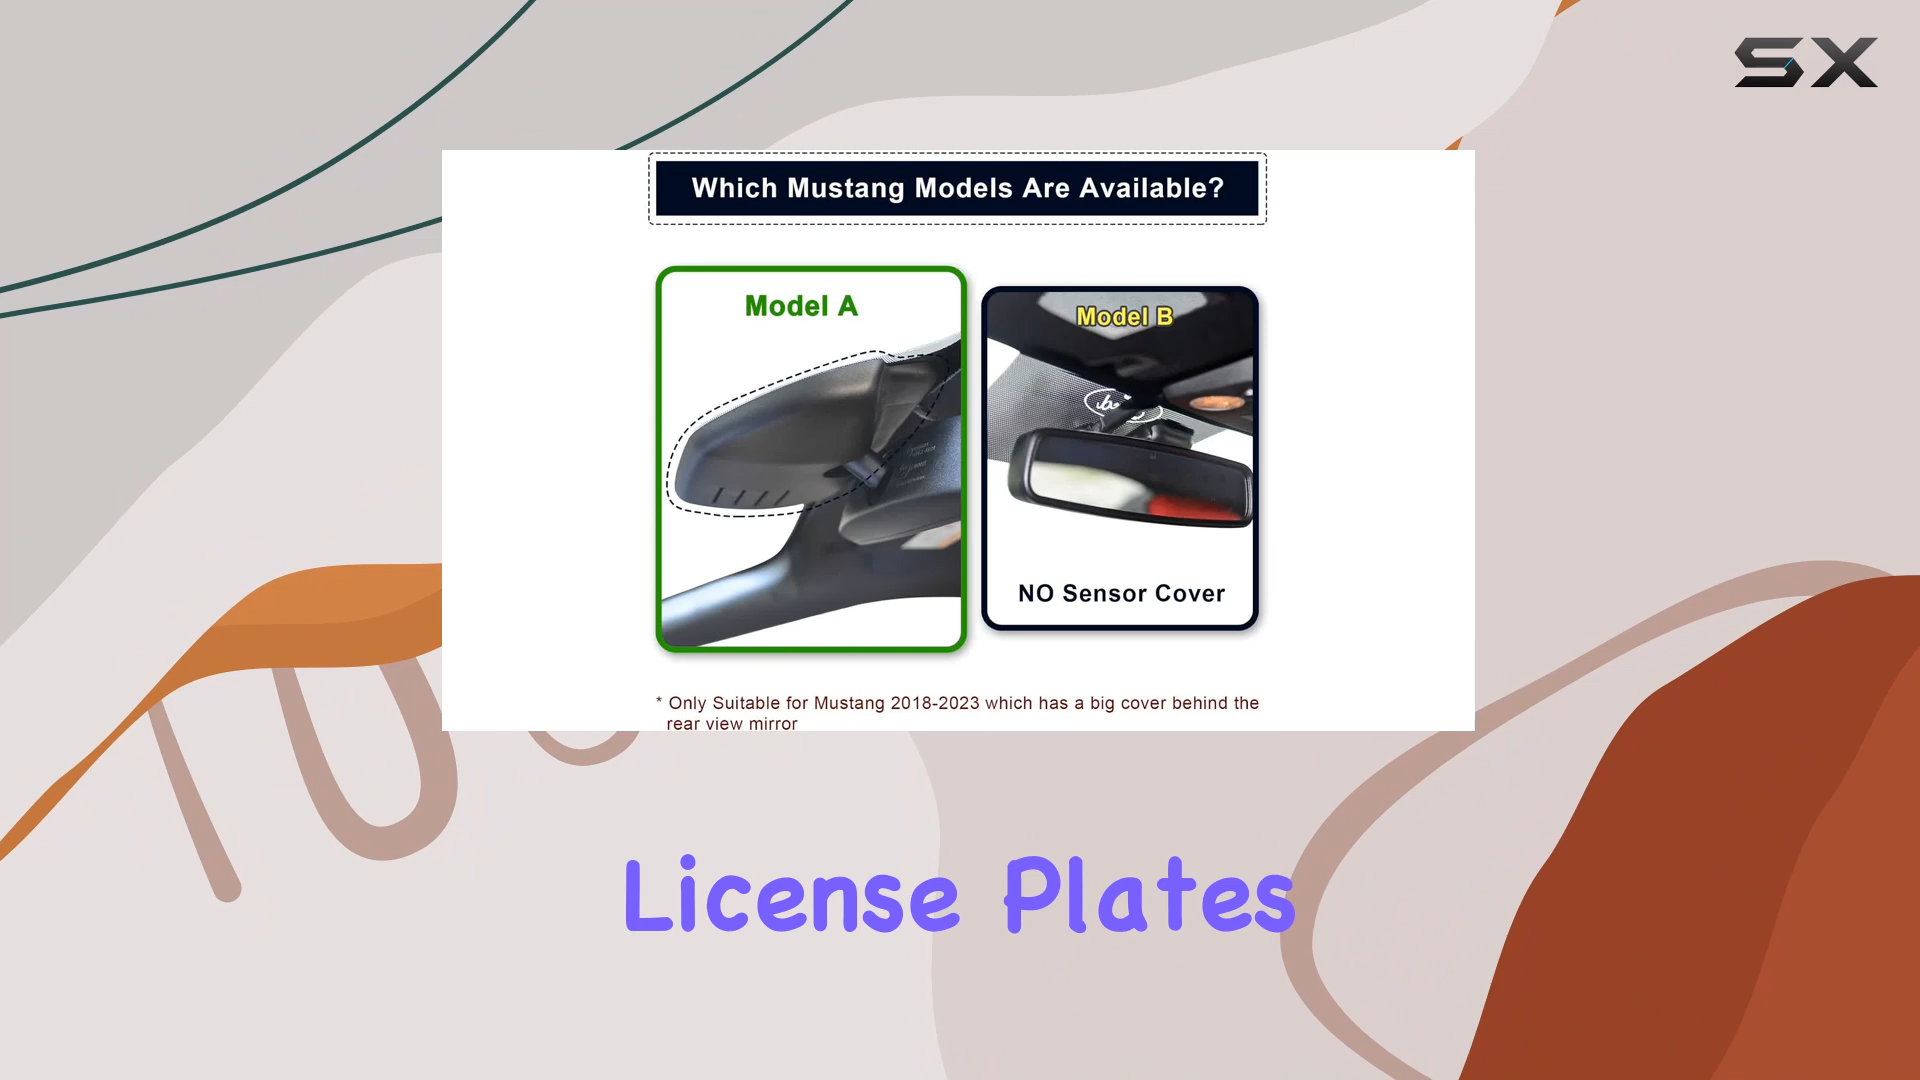 SX
Which Mustang Models Are Available?
Model A
Model B
NO Sensor Cover
* Only Suitable for Mustang 2018-2023 which has a big cover behind the
rear view mirror
License Plates